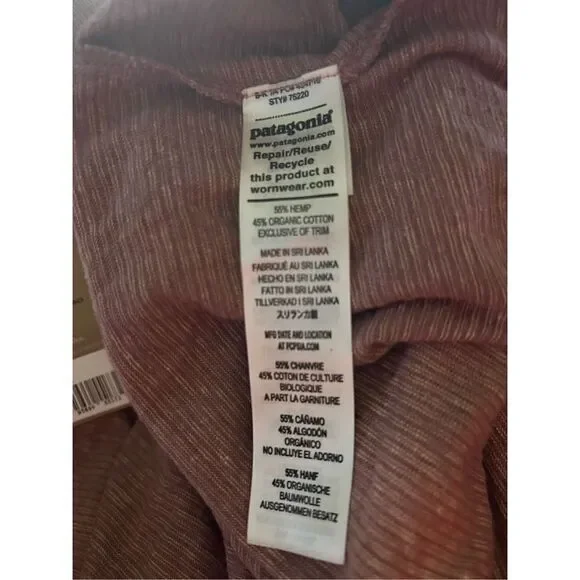 STY# 75220
patagonia®
www.patagonia.com
Repair/Reuse/
Recycle
this product at
wornwear.com
55% HEMP
45% ORGANIC COTTON
EXCLUSIVE OF TRIM
MADE IN SRI LANKA
FABRIQUÉ AU SRI LANKA
HECHO EN SRI LANKA
FATTO IN SRI LANKA
TILLVERKAD I SRI LANKA
スリランカ製
MFG DATE AND LOCATION
AT PCPSIA.COM
55% CHANVRE
45% COTON DE CULTURE
BIOLOGIQUE
A PART LA GARNITURE
55% CÁÑAMO
45% ALGODÓN
ORGÁNICO
NO INCLUYE EL ADORNO
55% HANF
45% ORGANISCHE
BAUMWOLLE
AUSGENOMMEN BESATZ